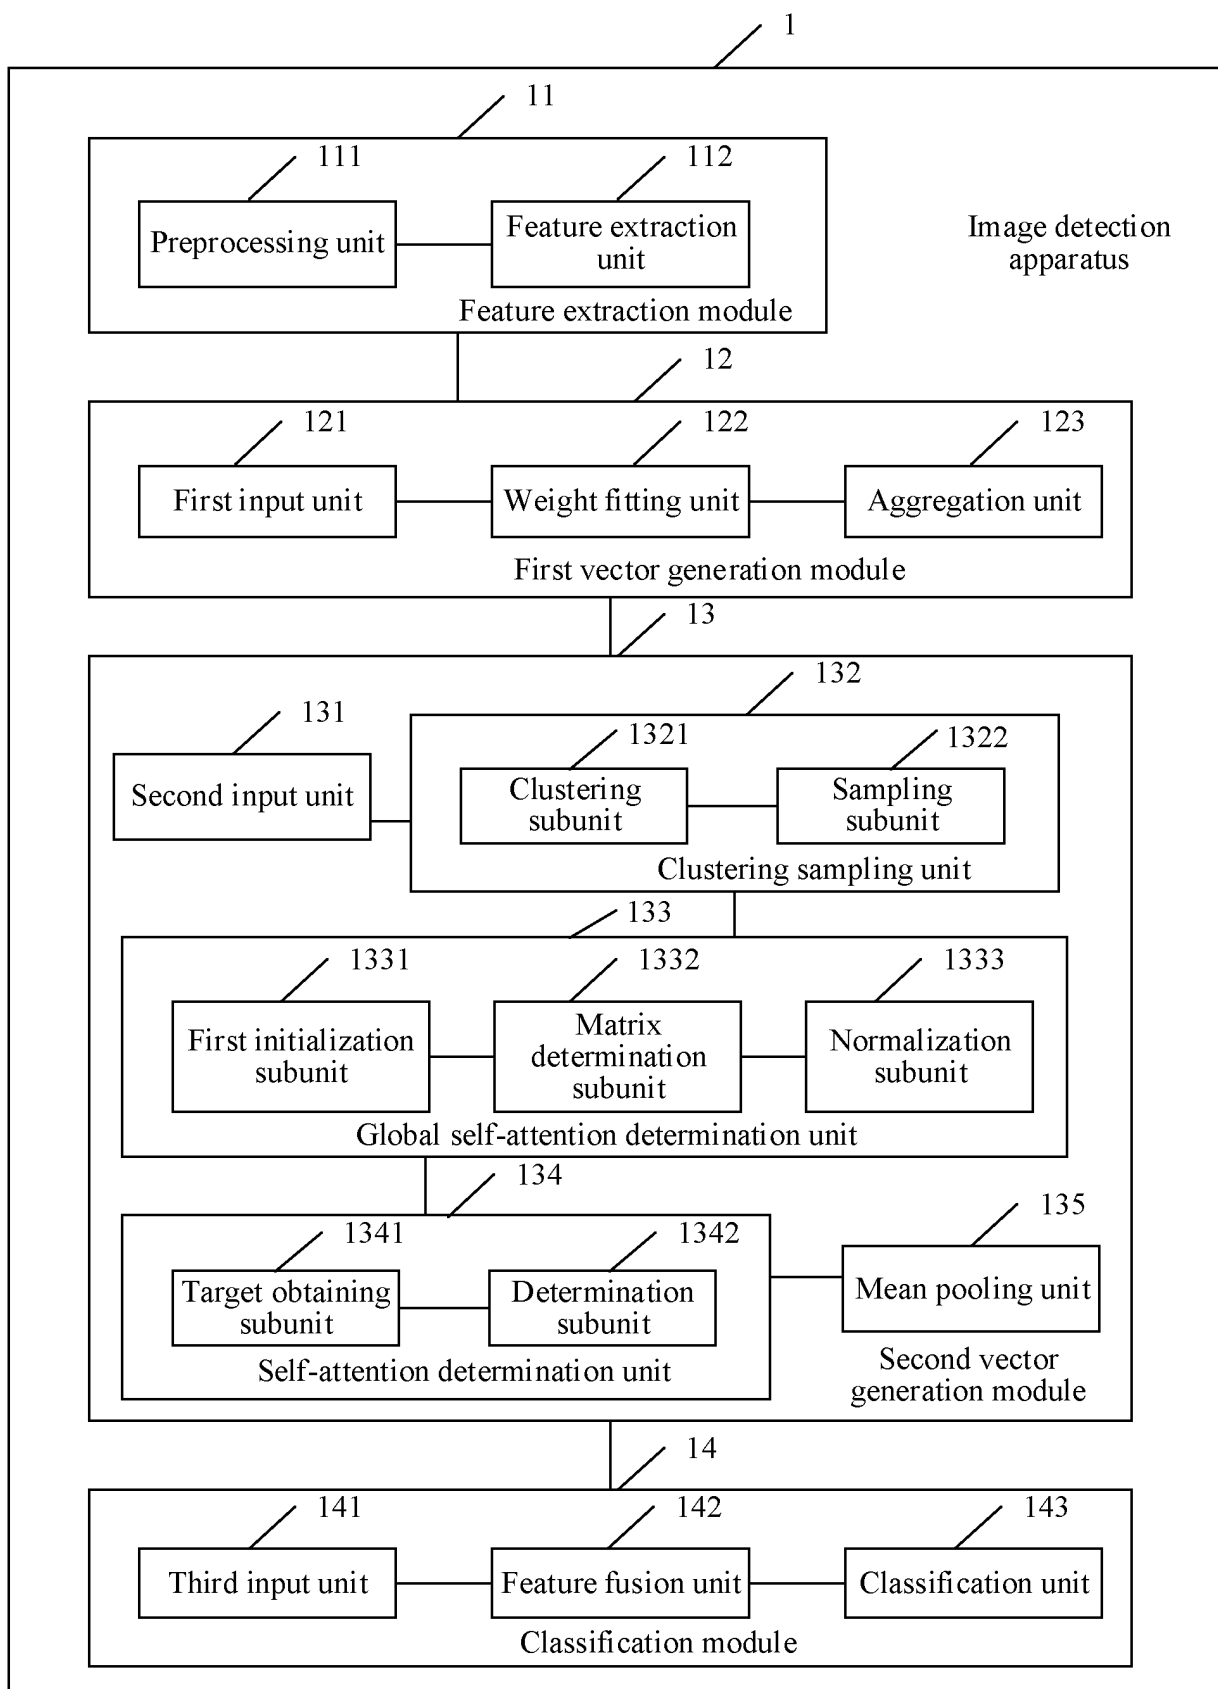 1
11
111
112
Preprocessing unit
Feature extraction
unit
Image detection
apparatus
Feature extraction module
12
121
122
123
First input unit
Weight fitting unit
Aggregation unit
First vector generation module
13
132
131
1321
1322
Second input unit
Clustering
subunit
Sampling
subunit
Clustering sampling unit
133
1331
1332
1333
First initialization
subunit
Matrix
determination
subunit
Normalization
subunit
Global self-attention determination unit
134
135
1341
1342
Target obtaining
subunit
Determination
subunit
Mean pooling unit
Self-attention determination unit
Second vector
generation module
14
141
142
143
Third input unit
Feature fusion unit
Classification unit
Classification module